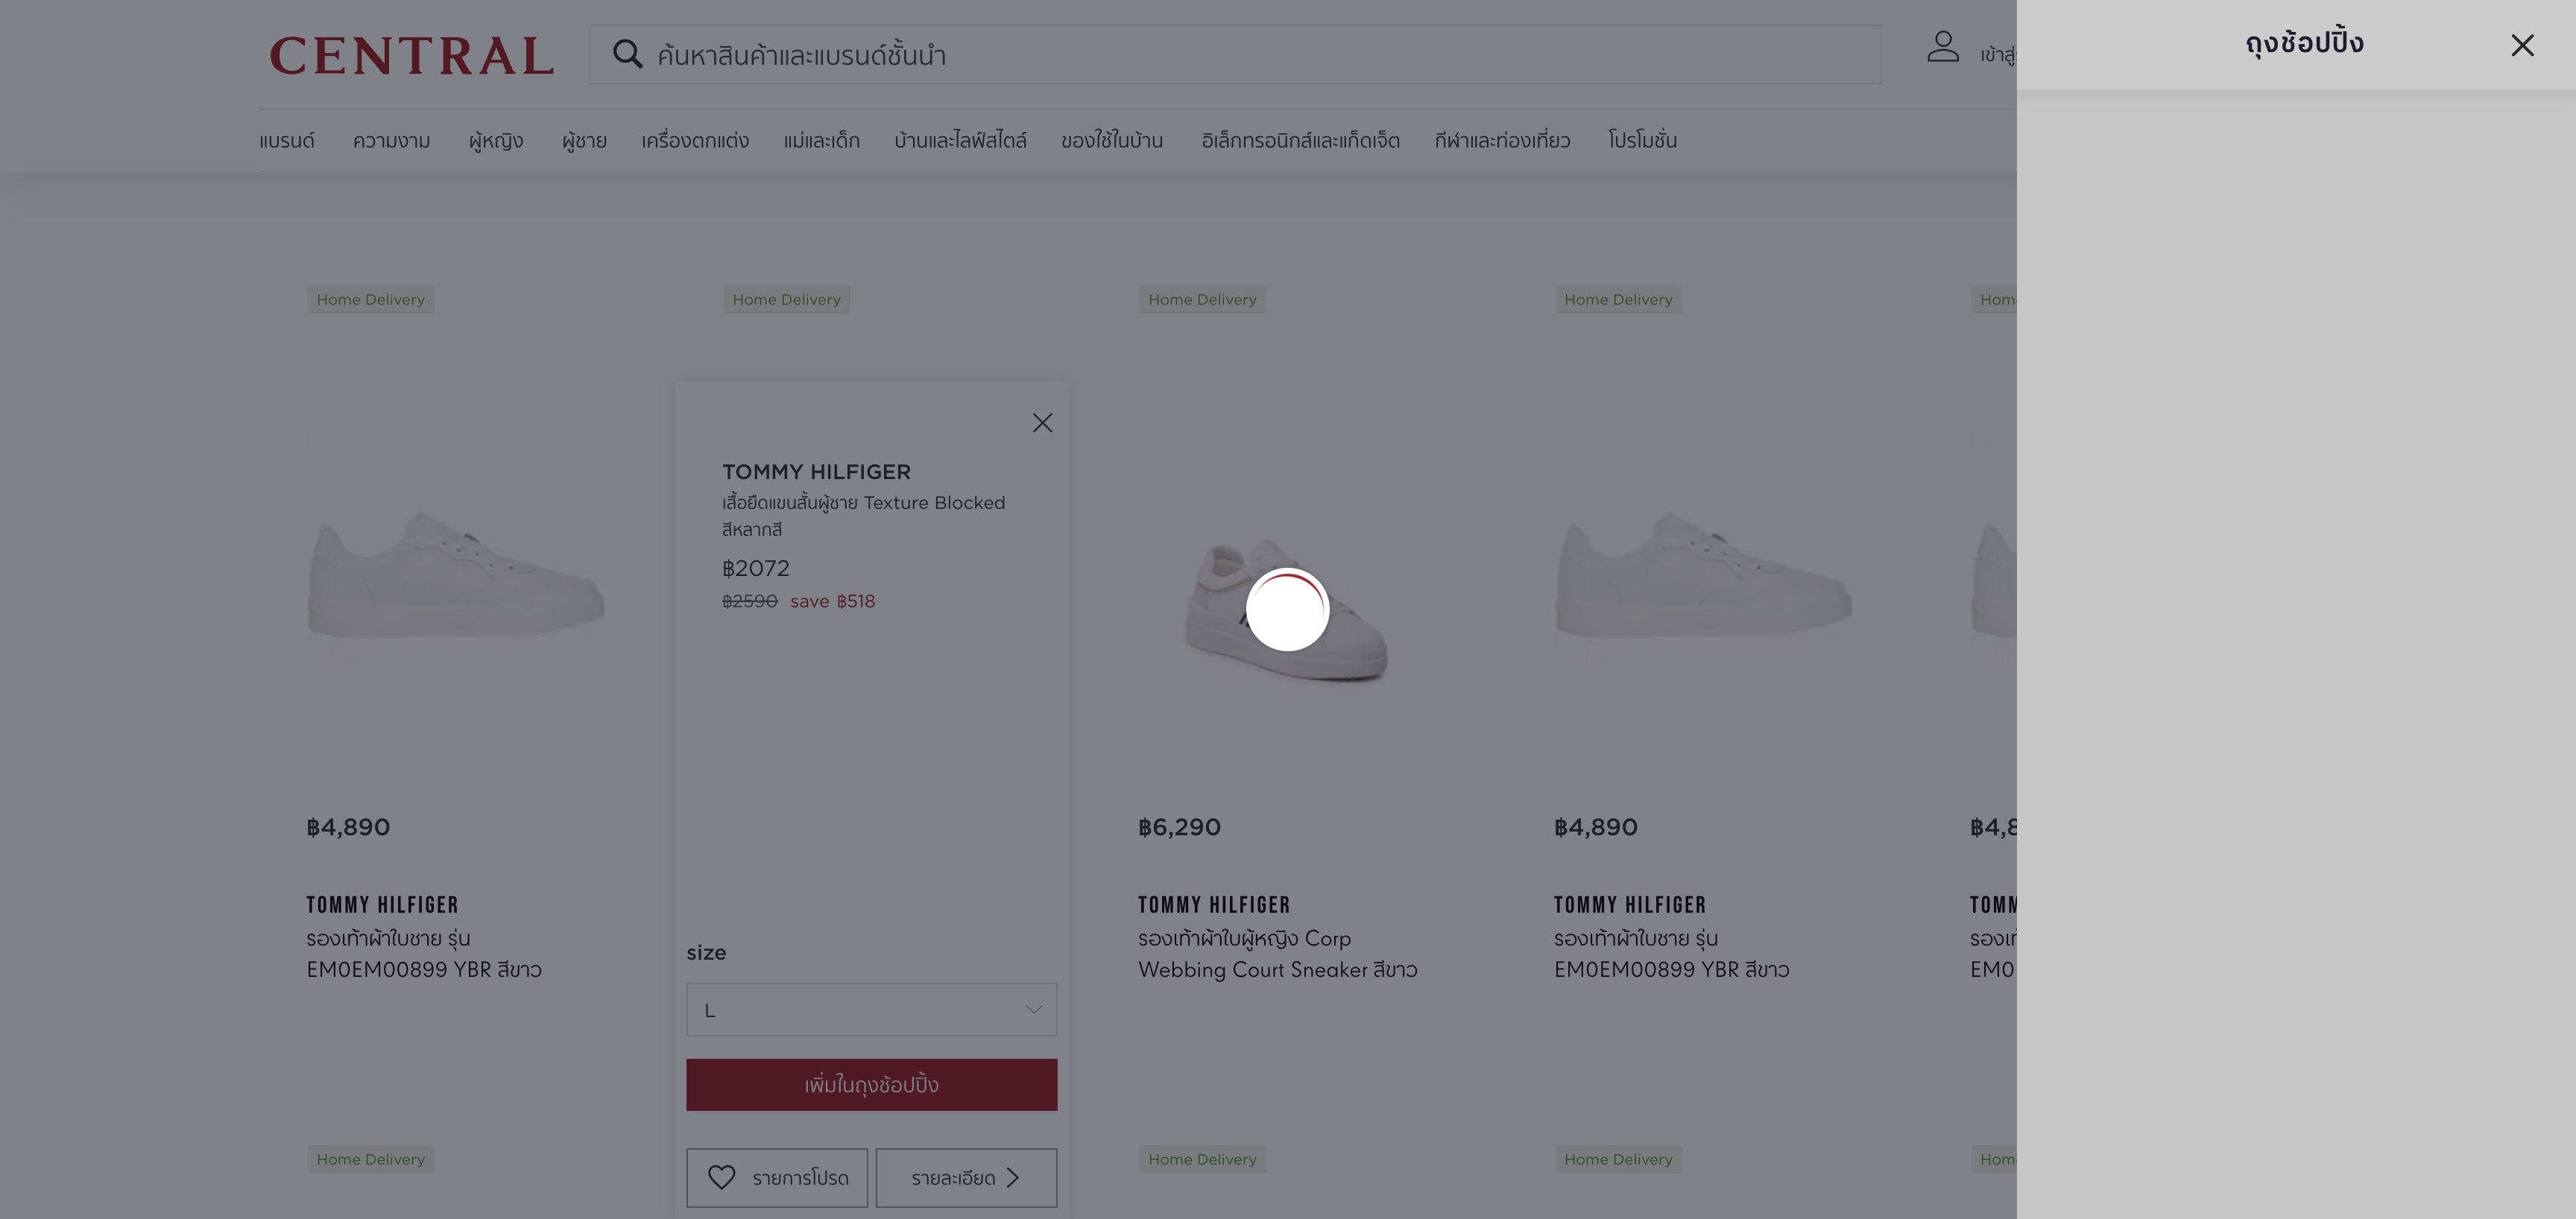 CENTRAL
ค้นหาสินค้าและแบรนด์ชั้นนำ
เข้าสู่
ถุงช้อปปิ้ง
แบรนด์ ความงาม ผู้หญิง ผู้ชาย เครื่องตกแต่ง แม่และเด็ก บ้านและไลฟ์สไตล์ ของใช้ในบ้าน อิเล็กทรอนิกส์และแก็ดเจ็ต กีฬาและท่องเที่ยว โปรโมชั่น
Home Delivery Home Delivery Home Delivery Home Delivery Hom
TOMMY HILFIGER
เสื้อยืดแขนสั้นผู้ชาย Texture Blocked
สีหลากสี
฿2072
฿2590 save ฿518
size
L
เพิ่มในถุงช้อปปิ้ง
รายการโปรด รายละเอียด
฿4,890
TOMMY HILFIGER
รองเท้าผ้าใบชาย รุ่น
EM0EM00899 YBR สีขาว
฿6,290
TOMMY HILFIGER
รองเท้าผ้าใบผู้หญิง Corp
Webbing Court Sneaker สีขาว
฿4,890
TOMMY HILFIGER
รองเท้าผ้าใบชาย รุ่น
EM0EM00899 YBR สีขาว
฿4,8
TOMM
รองเ
EM0
Home Delivery Home Delivery Home Delivery Hom